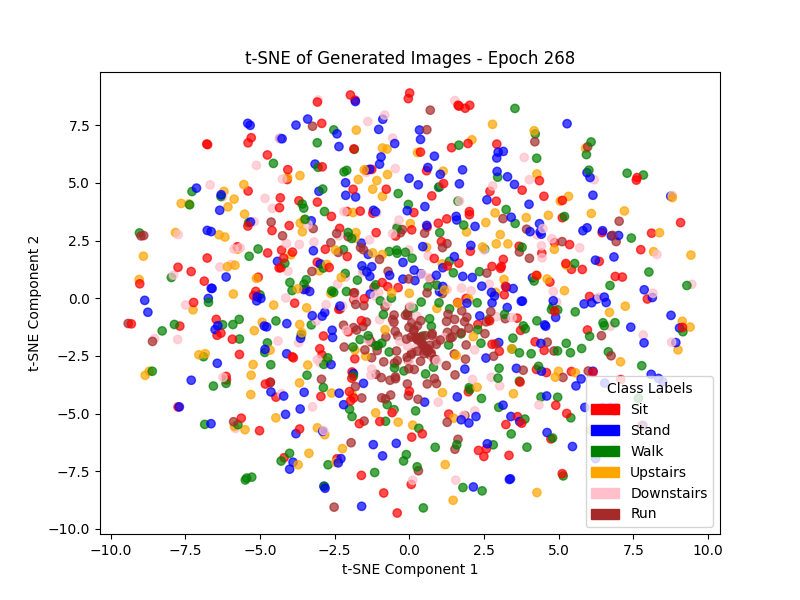 t-SNE of Generated Images - Epoch 268
t-SNE Component 2
7.5
5.0
2.5
0.0
−2.5
−5.0
−7.5
−10.0
Class Labels
Sit
Stand
Walk
Upstairs
Downstairs
Run
−10.0 −7.5 −5.0 −2.5 0.0 2.5 5.0 7.5 10.0
t-SNE Component 1